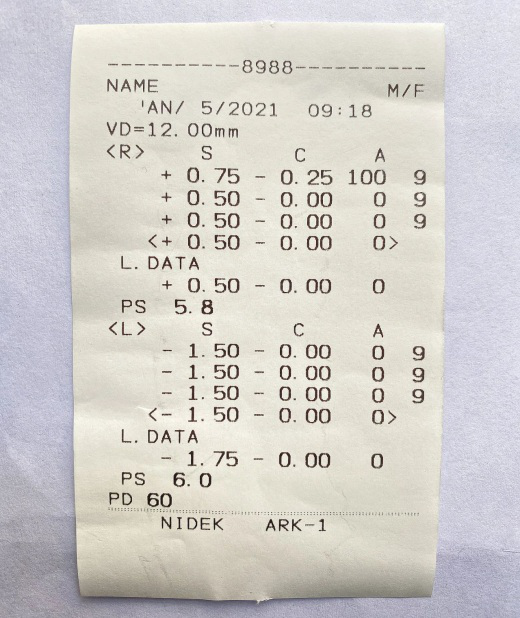 ----------8988----------
NAME M/F
'AN/ 5/2021 09:18
VD=12.00mm
<R> S C A
+ 0.75 - 0.25 100 9
+ 0.50 - 0.00 0 9
+ 0.50 - 0.00 0 9
<+ 0.50 - 0.00 0>
L.DATA
+ 0.50 - 0.00 0
PS 5.8
<L> S C A
- 1.50 - 0.00 0 9
- 1.50 - 0.00 0 9
- 1.50 - 0.00 0 9
<- 1.50 - 0.00 0>
L.DATA
- 1.75 - 0.00 0
PS 6.0
PD 60
NIDEK ARK-1